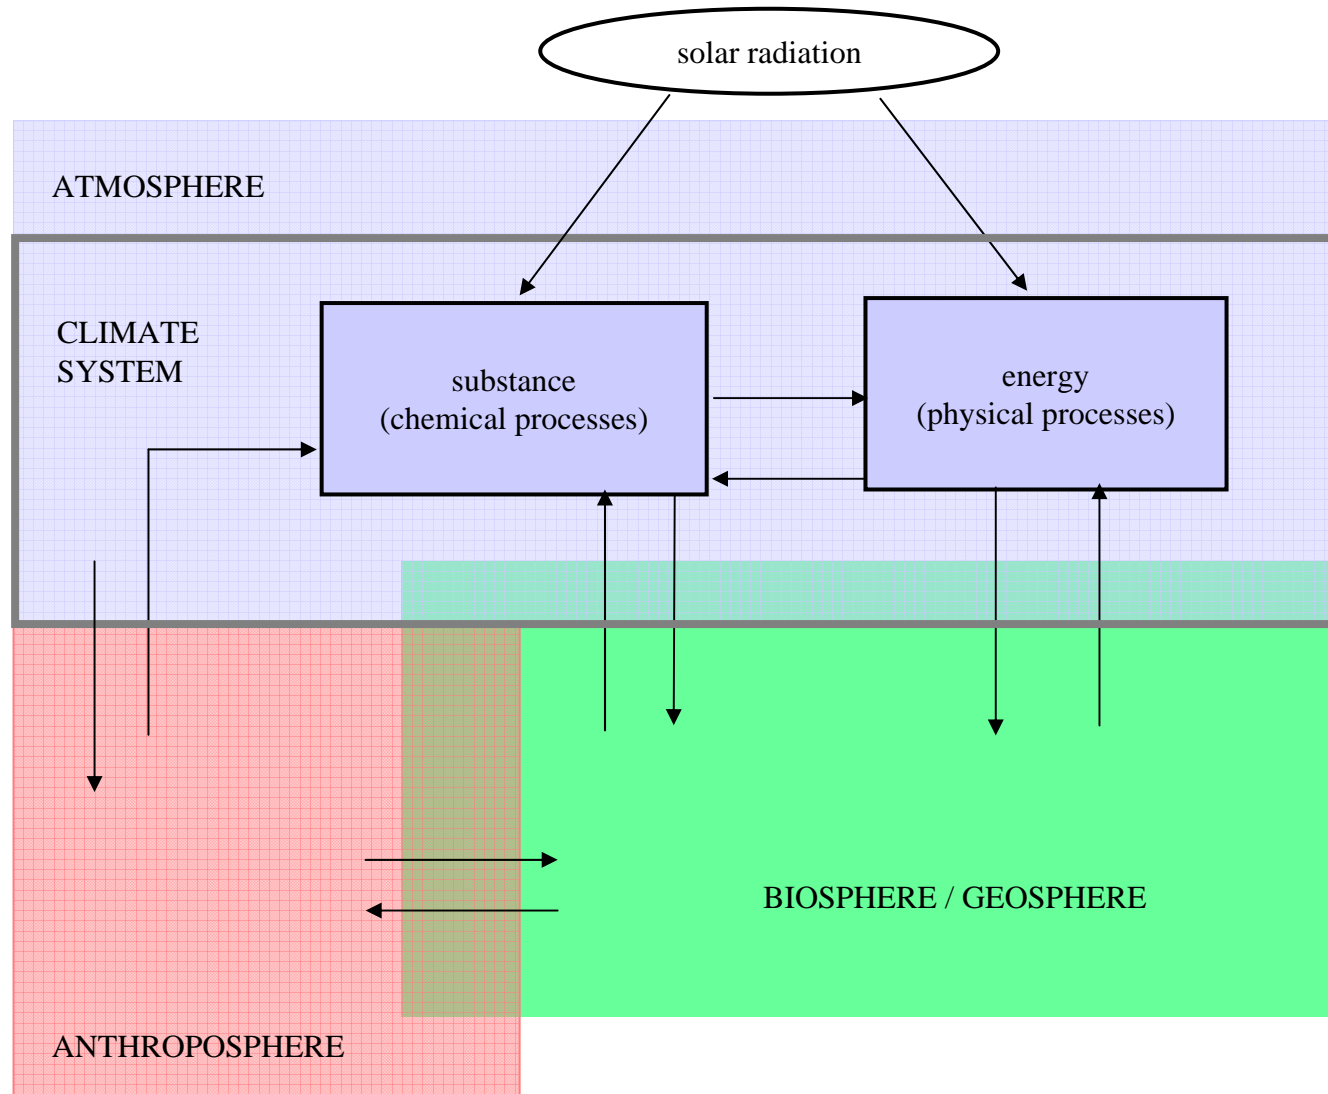 solar radiation
ATMOSPHERE
CLIMATE
SYSTEM
substance
(chemical processes)
energy
(physical processes)
BIOSPHERE / GEOSPHERE
ANTHROPOSPHERE